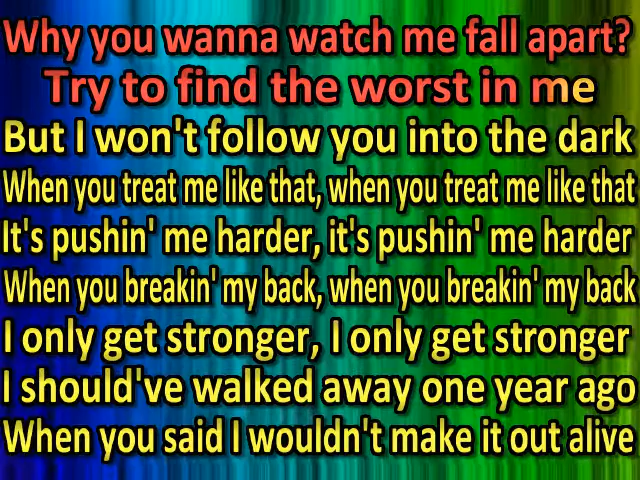 Why you wanna watch me fall apart?
Try to find the worst in me
But I won't follow you into the dark
When you treat me like that, when you treat me like that
It's pushin' me harder, it's pushin' me harder
When you breakin' my back, when you breakin' my back
I only get stronger, I only get stronger
I should've walked away one year ago
When you said I wouldn't make it out alive